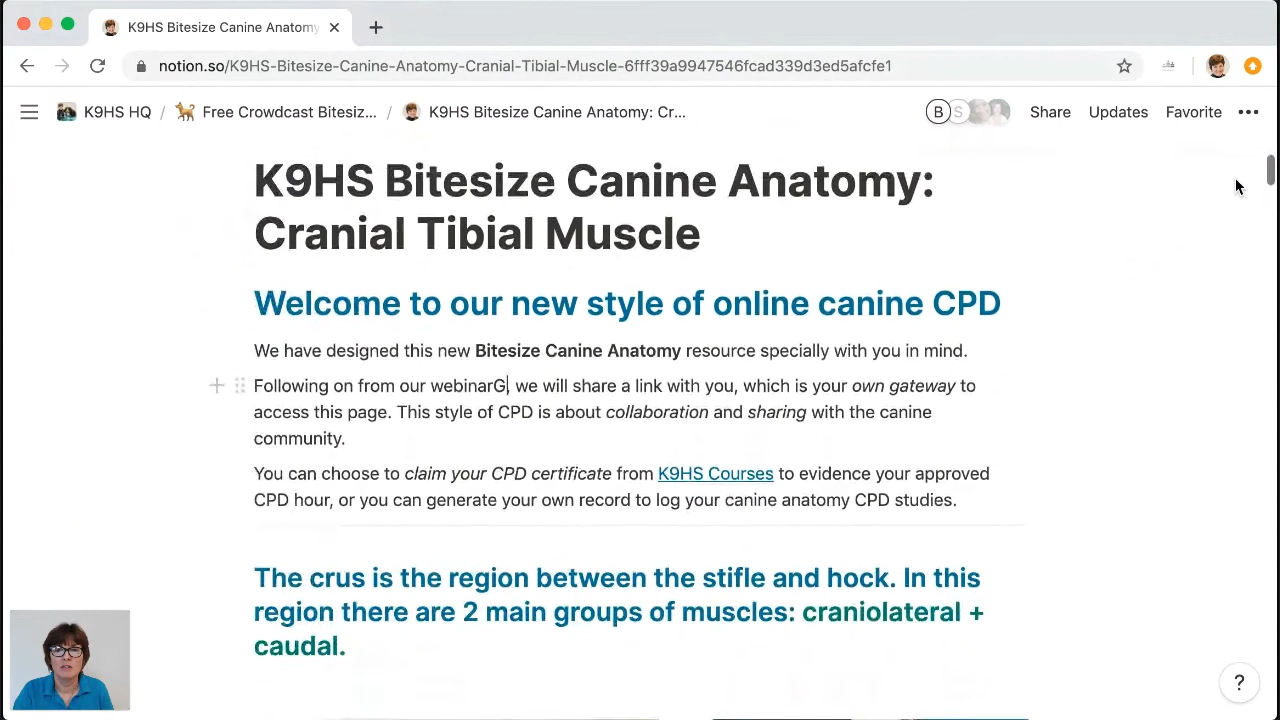 K9HS Bitesize Canine Anatomy
notion.so/K9HS-Bitesize-Canine-Anatomy-Cranial-Tibial-Muscle-6fff39a9947546fcad339d3ed5afcfe1
K9HS HQ / Free Crowdcast Bitesiz... / K9HS Bitesize Canine Anatomy: Cr... B S Share Updates Favorite
K9HS Bitesize Canine Anatomy:
Cranial Tibial Muscle
Welcome to our new style of online canine CPD
We have designed this new Bitesize Canine Anatomy resource specially with you in mind.
Following on from our webinarG, we will share a link with you, which is your own gateway to
access this page. This style of CPD is about collaboration and sharing with the canine
community.
You can choose to claim your CPD certificate from K9HS Courses to evidence your approved
CPD hour, or you can generate your own record to log your canine anatomy CPD studies.
The crus is the region between the stifle and hock. In this
region there are 2 main groups of muscles: craniolateral +
caudal.
?